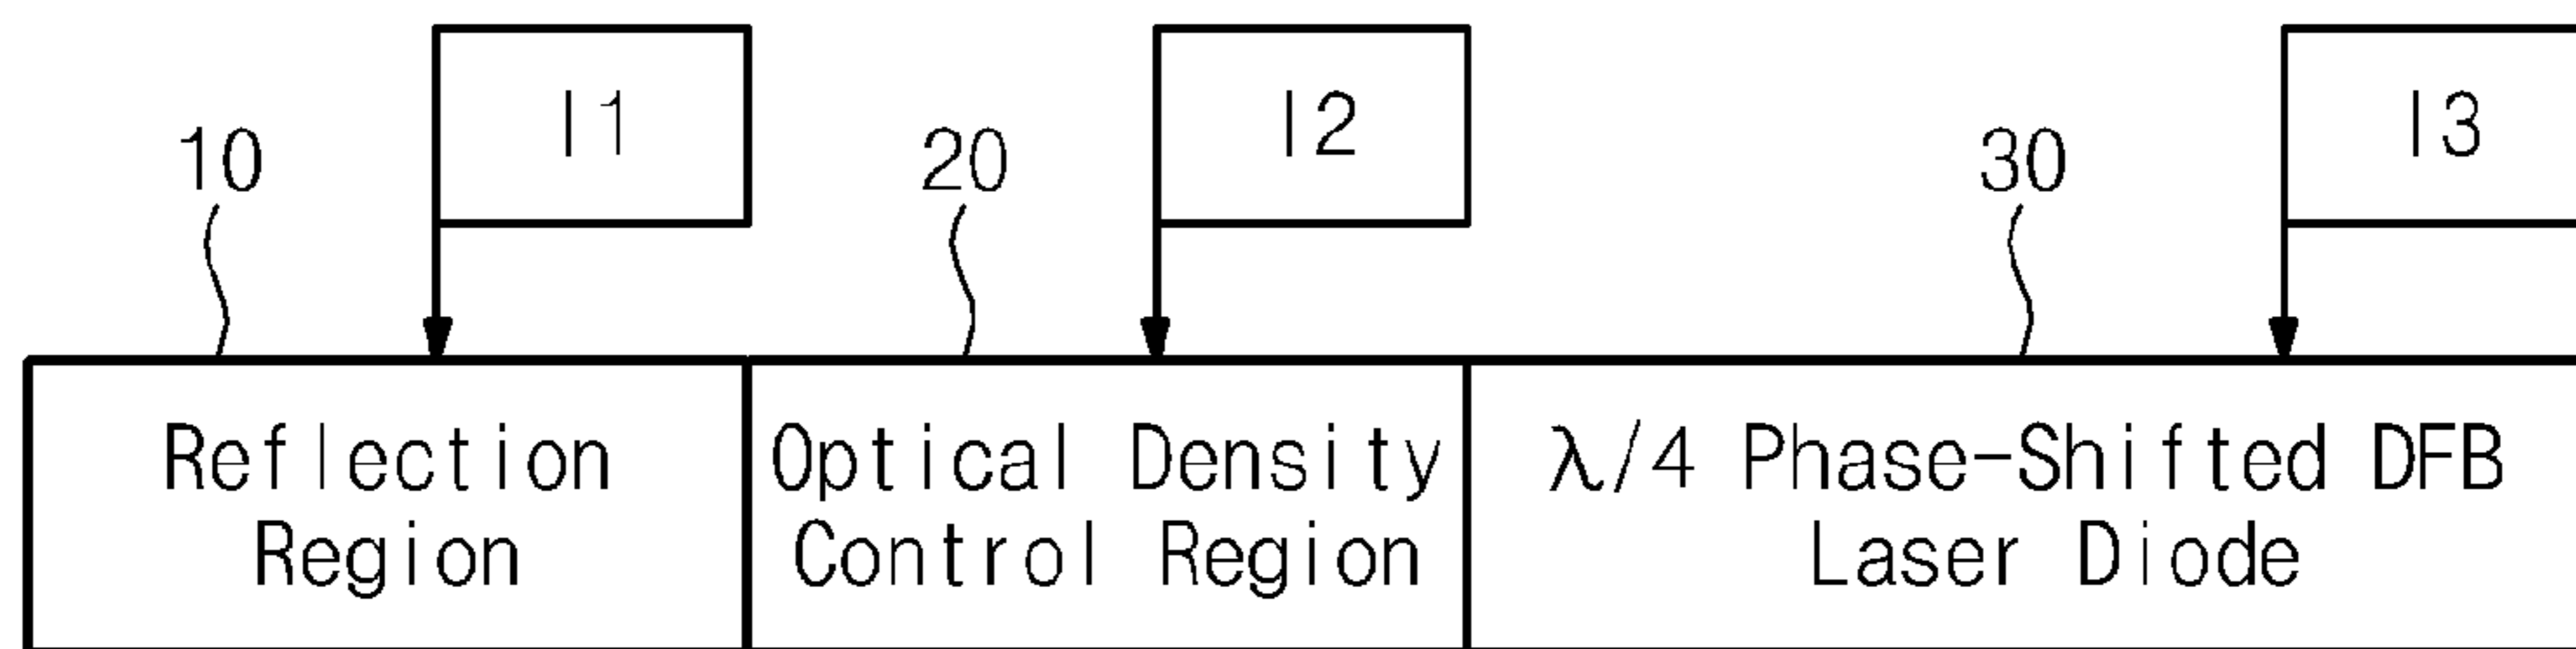 I1
I2
I3
10
20
30
Reflection
Region
Optical Density
Control Region
λ/4 Phase-Shifted DFB
Laser Diode